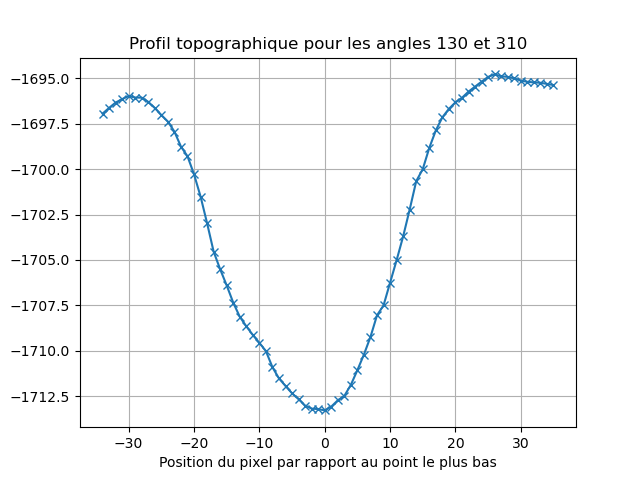 Profil topographique pour les angles 130 et 310
−1695.0
−1697.5
−1700.0
−1702.5
−1705.0
−1707.5
−1710.0
−1712.5
−30 −20 −10 0 10 20 30
Position du pixel par rapport au point le plus bas